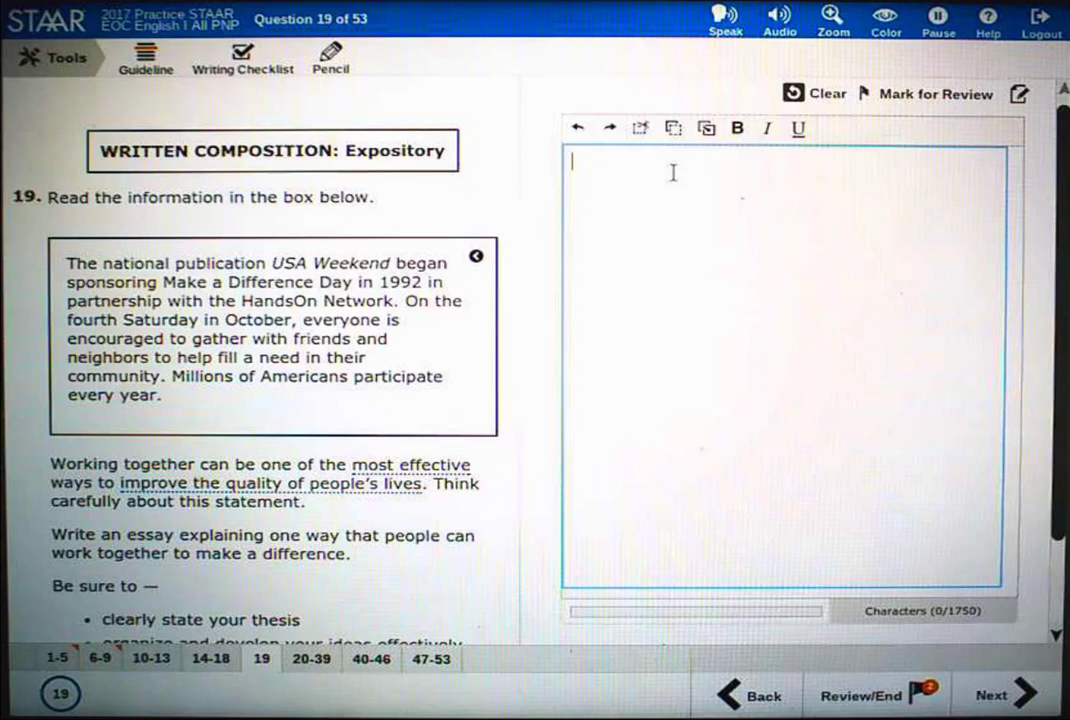 STAAR
2017 Practice STAAR
EOC English I All PNP
Question 19 of 53
Speak
Audio
Zoom
Color
Pause
Help
Logout
Tools
Guideline
Writing Checklist
Pencil
Clear
Mark for Review
B I U
WRITTEN COMPOSITION: Expository
19. Read the information in the box below.
The national publication USA Weekend began
sponsoring Make a Difference Day in 1992 in
partnership with the HandsOn Network. On the
fourth Saturday in October, everyone is
encouraged to gather with friends and
neighbors to help fill a need in their
community. Millions of Americans participate
every year.
Working together can be one of the most effective
ways to improve the quality of people's lives. Think
carefully about this statement.
Write an essay explaining one way that people can
work together to make a difference.
Be sure to —
• clearly state your thesis
• organize and develop your ideas effectively
Characters (0/1750)
1-5
6-9
10-13
14-18
19
20-39
40-46
47-53
19
Back
Review/End
2
Next